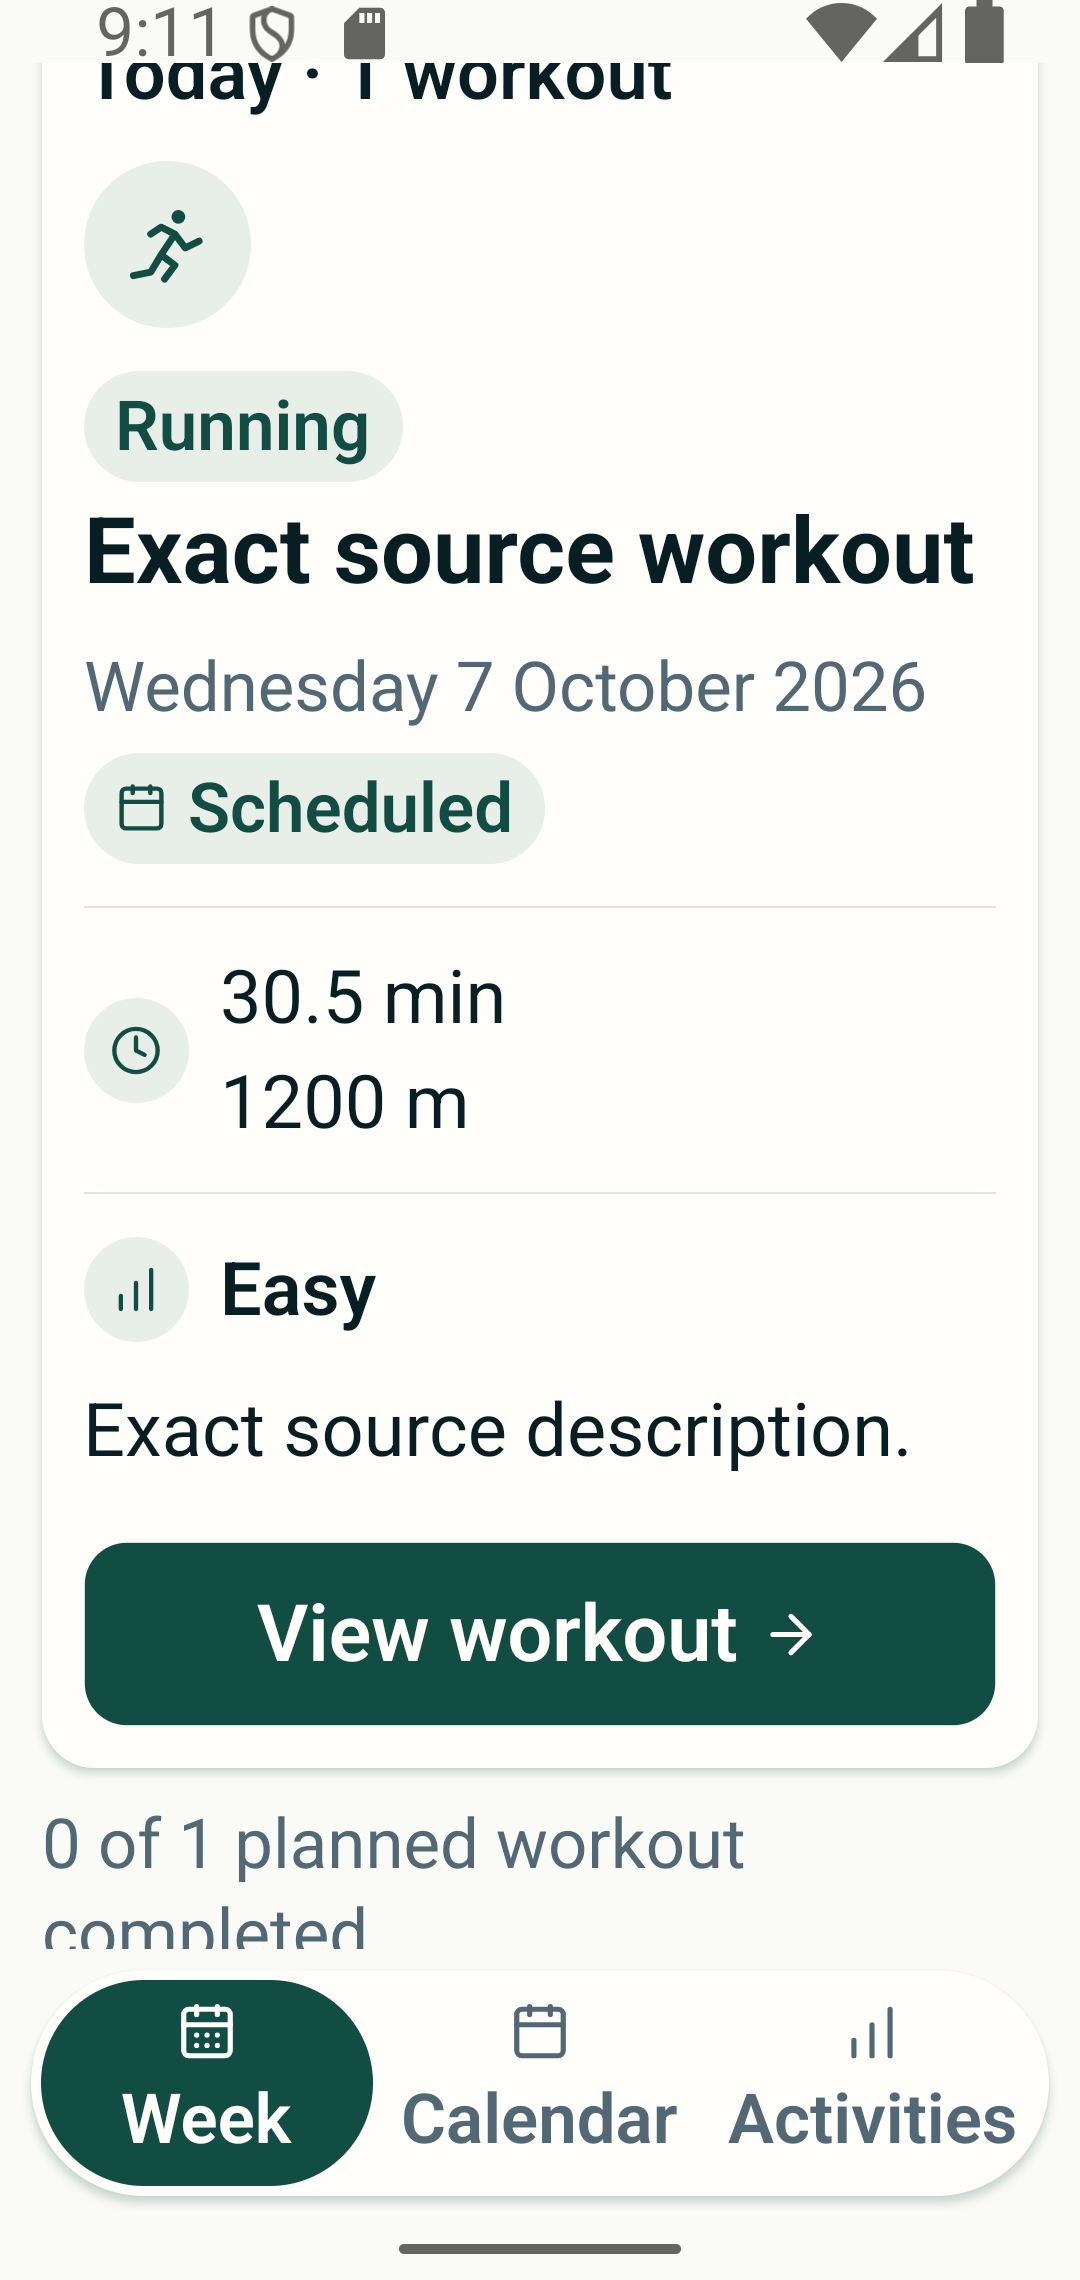 9:11
Today · 1 workout
Running
Exact source workout
Wednesday 7 October 2026
Scheduled
30.5 min
1200 m
Easy
Exact source description.
View workout
0 of 1 planned workout
completed
Week
Calendar
Activities